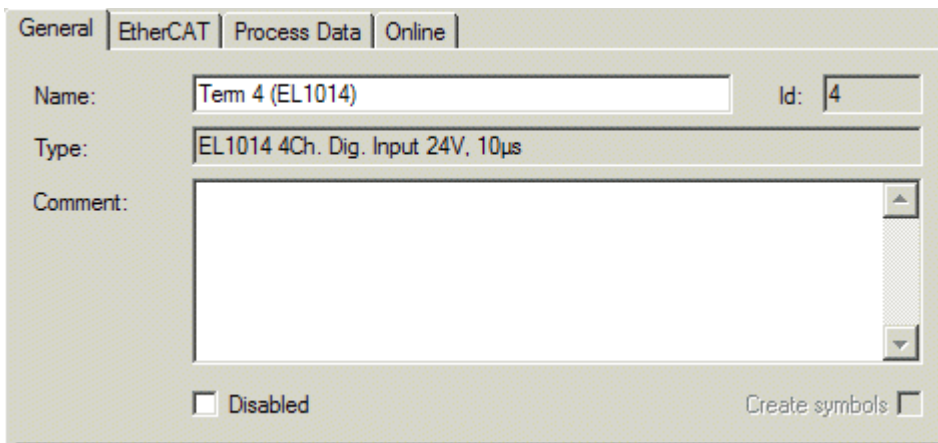 General EtherCAT Process Data Online
Name: Term 4 (EL1014) Id: 4
Type: EL1014 4Ch. Dig. Input 24V, 10µs
Comment:
Disabled Create symbols